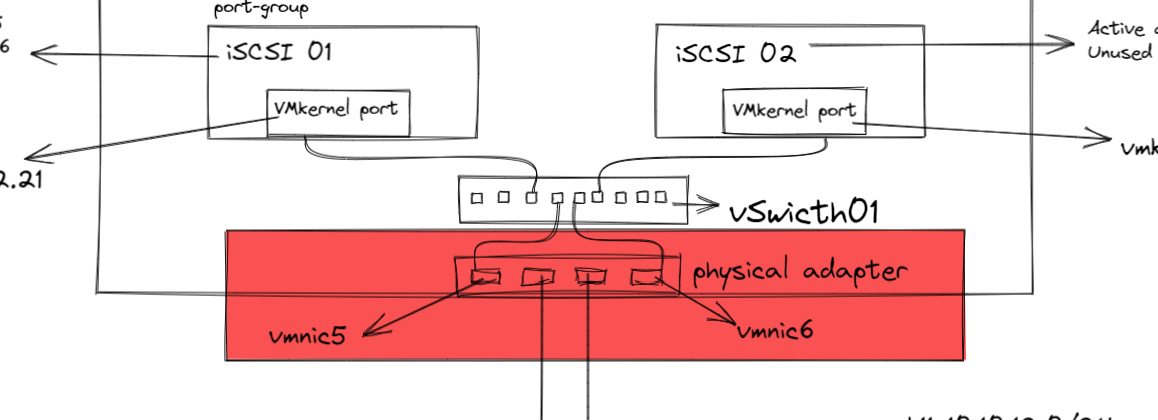 port-group
iSCSI 01
iSCSI 02
Active
Unused
6
VMkernel port
VMkernel port
2.21
vSwicth01
physical adapter
vmnic5
vmnic6